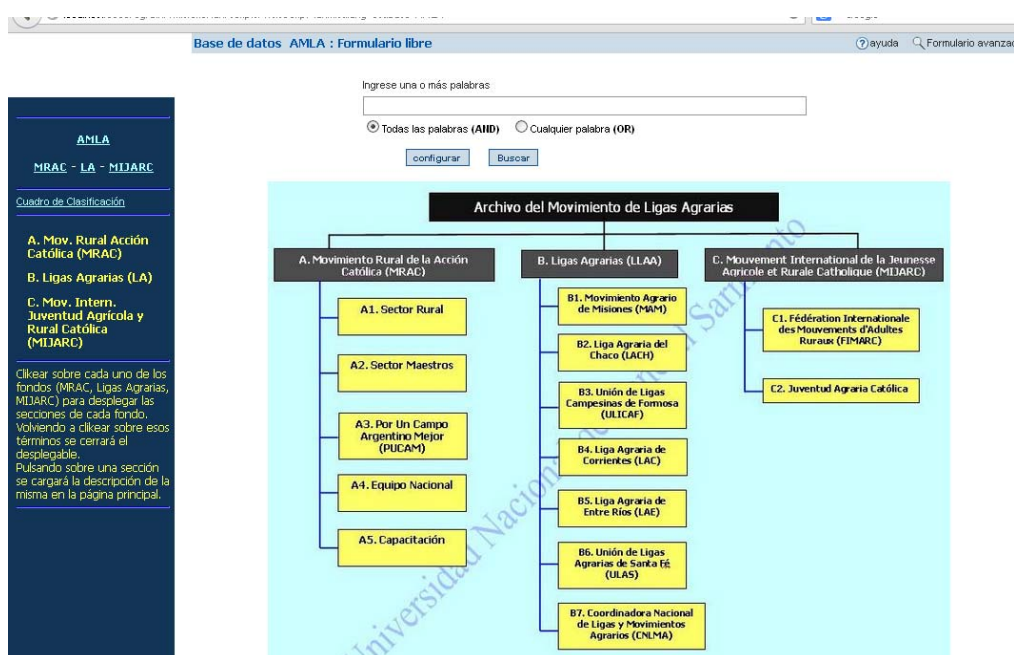 Base de datos AMLA : Formulario libre
ayuda
Formulario avanzad
Ingrese una o más palabras
Todas las palabras (AND)
Cualquier palabra (OR)
configurar
Buscar
AMLA
MRAC - LA - MIJARC
Cuadro de Clasificación
A. Mov. Rural Acción
Católica (MRAC)
B. Ligas Agrarias (LA)
C. Mov. Intern.
Juventud Agrícola y
Rural Católica
(MIJARC)
Clikear sobre cada uno de los
fondos (MRAC, Ligas Agrarias,
MIJARC) para desplegar las
secciones de cada fondo.
Volviendo a clikear sobre esos
términos se cerrará el
desplegable.
Pulsando sobre una sección
se cargará la descripción de la
misma en la página principal.
Archivo del Movimiento de Ligas Agrarias
A. Movimiento Rural de la Acción
Católica (MRAC)
A1. Sector Rural
A2. Sector Maestros
A3. Por Un Campo
Argentino Mejor
(PUCAM)
A4. Equipo Nacional
A5. Capacitación
B. Ligas Agrarias (LLAA)
B1. Movimiento Agrario
de Misiones (MAM)
B2. Liga Agraria del
Chaco (LACH)
B3. Unión de Ligas
Campesinas de Formosa
(ULICAF)
B4. Liga Agraria de
Corrientes (LAC)
B5. Liga Agraria de
Entre Ríos (LAE)
B6. Unión de Ligas
Agrarias de Santa Fé
(ULAS)
B7. Coordinadora Nacional
de Ligas y Movimientos
Agrarios (CNLMA)
C. Mouvement International de la Jeunesse
Agricole et Rurale Catholique (MIJARC)
C1. Fédération Internationale
des Mouvements d'Adultes
Ruraux (FIMARC)
C2. Juventud Agraria Católica
Universidad Nacional Sarmiento